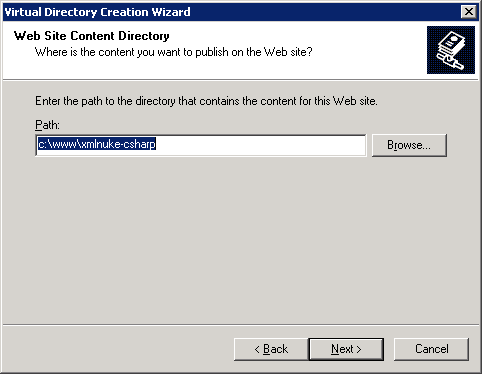 Virtual Directory Creation Wizard
Web Site Content Directory
Where is the content you want to publish on the Web site?
Enter the path to the directory that contains the content for this Web site.
Path:
c:\www\xmlnuke-csharp
Browse...
< Back
Next >
Cancel